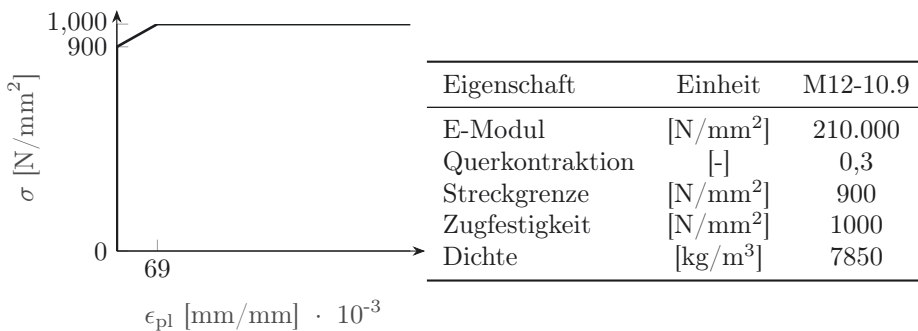 1,000
900
0
69
σ [N/mm²]
ϵpl [mm/mm] · 10⁻³
Eigenschaft Einheit M12-10.9
E-Modul [N/mm²] 210.000
Querkontraktion [-] 0,3
Streckgrenze [N/mm²] 900
Zugfestigkeit [N/mm²] 1000
Dichte [kg/m³] 7850